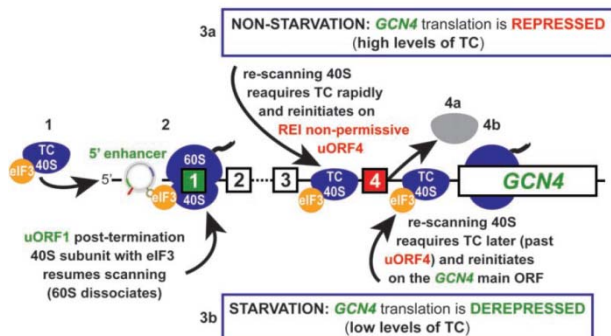 NON-STARVATION: GCN4 translation is REPRESSED
3a
(high levels of TC)
re-scanning 40S
reaquires TC rapidly
and reinitiates on
REI non-permissive
uORF4
4a
4b
1
2
TC
40S
eIF3
5' enhancer
5'
60S
1
40S
eIF3
2
3
TC
40S
eIF3
4
TC
40S
eIF3
GCN4
uORF1 post-termination
40S subunit with eIF3
resumes scanning
(60S dissociates)
re-scanning 40S
reaquires TC later (past
uORF4) and reinitiates
on the GCN4 main ORF
STARVATION: GCN4 translation is DEREPRESSED
3b
(low levels of TC)